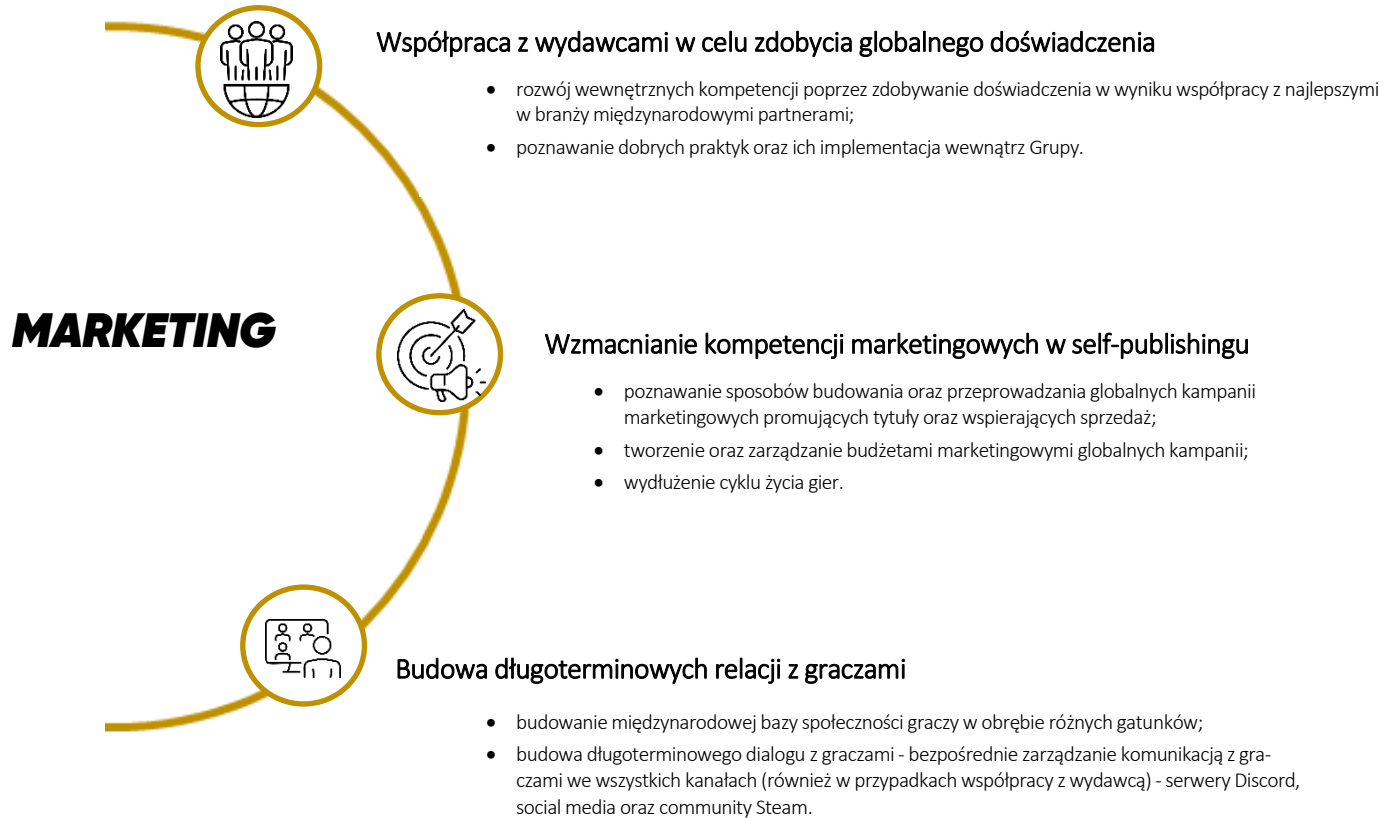 Współpraca z wydawcami w celu zdobycia globalnego doświadczenia
• rozwój wewnętrznych kompetencji poprzez zdobywanie doświadczenia w wyniku współpracy z najlepszymi
w branży międzynarodowymi partnerami;
• poznawanie dobrych praktyk oraz ich implementacja wewnątrz Grupy.
MARKETING
Wzmacnianie kompetencji marketingowych w self-publishingu
• poznawanie sposobów budowania oraz przeprowadzania globalnych kampanii
marketingowych promujących tytuły oraz wspierających sprzedaż;
• tworzenie oraz zarządzanie budżetami marketingowymi globalnych kampanii;
• wydłużenie cyklu życia gier.
Budowa długoterminowych relacji z graczami
• budowanie międzynarodowej bazy społeczności graczy w obrębie różnych gatunków;
• budowa długoterminowego dialogu z graczami - bezpośrednie zarządzanie komunikacją z gra-
czami we wszystkich kanałach (również w przypadkach współpracy z wydawcą) - serwery Discord,
social media oraz community Steam.